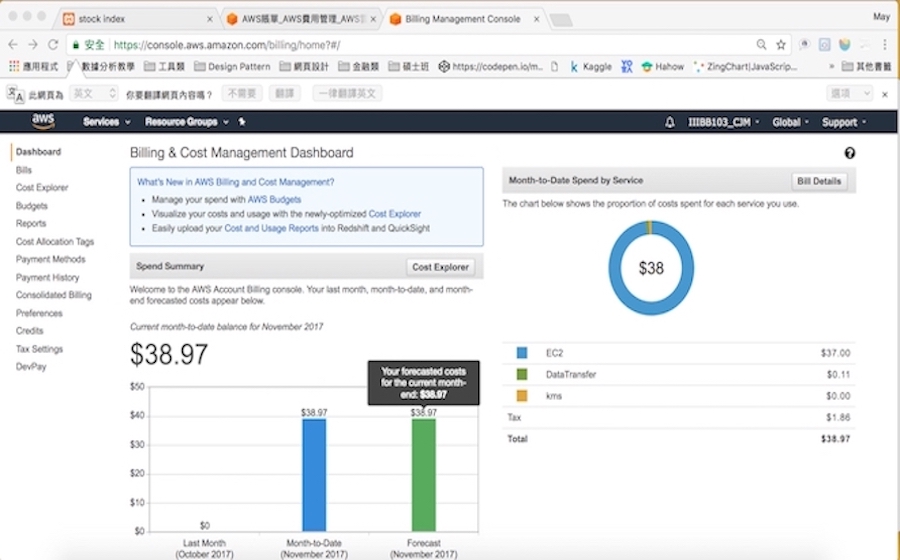 stock index
AWS賬單_AWS費用管理_AWS
Billing Management Console
May
安全
https://console.aws.amazon.com/billing/home?#/
應用程式
數據分析教學
工具類
Design Pattern
網頁設計
金融類
碩士班
https://codepen.io/m...
Kaggle
Hahow
ZingChart|JavaScrip...
»
其他書籤
此網頁為
英文
你要翻譯網頁內容嗎？
不需要
翻譯
一律翻譯英文
選項
aws
Services
Resource Groups
IIIBB103_CJM
Global
Support
Dashboard
Bills
Cost Explorer
Budgets
Reports
Cost Allocation Tags
Payment Methods
Payment History
Consolidated Billing
Preferences
Credits
Tax Settings
DevPay
Billing & Cost Management Dashboard
What's New in AWS Billing and Cost Management?
• Manage your spend with AWS Budgets
• Visualize your costs and usage with the newly-optimized Cost Explorer
• Easily upload your Cost and Usage Reports into Redshift and QuickSight
Spend Summary
Cost Explorer
Welcome to the AWS Account Billing console. Your last month, month-to-date, and month-
end forecasted costs appear below.
Current month-to-date balance for November 2017
$38.97
Your forecasted costs
for the current month-
end: $38.97
$50
$40
$30
$20
$10
$0
$0
$38.97
$38.97
Last Month
(October 2017)
Month-to-Date
(November 2017)
Forecast
(November 2017)
Month-to-Date Spend by Service
Bill Details
The chart below shows the proportion of costs spent for each service you use.
$38
EC2 $37.00
DataTransfer $0.11
kms $0.00
Tax $1.86
Total $38.97